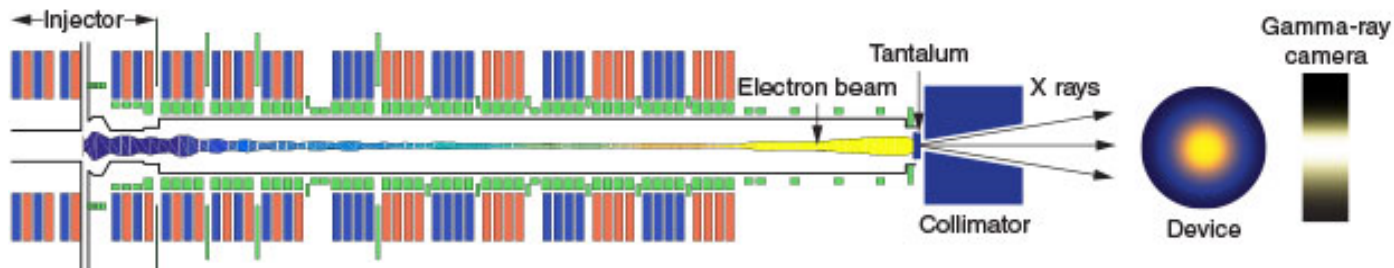 Injector
Electron beam
Tantalum
X rays
Collimator
Device
Gamma-ray
camera